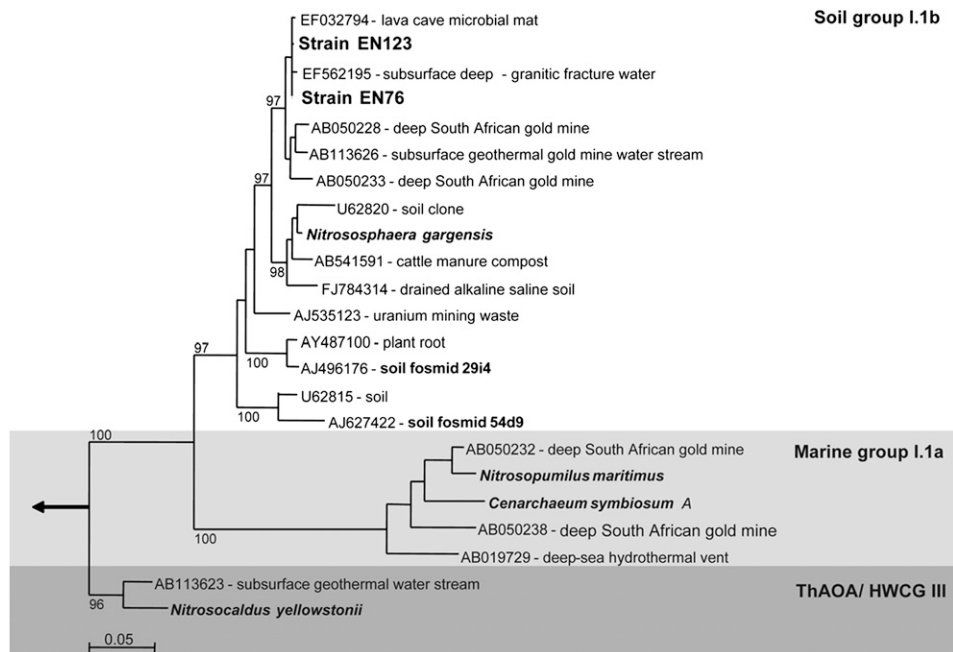 EF032794 - lava cave microbial mat
Soil group I.1b
Strain EN123
EF562195 - subsurface deep - granitic fracture water
97
Strain EN76
AB050228 - deep South African gold mine
AB113626 - subsurface geothermal gold mine water stream
97
AB050233 - deep South African gold mine
U62820 - soil clone
Nitrososphaera gargensis
98
AB541591 - cattle manure compost
FJ784314 - drained alkaline saline soil
AJ535123 - uranium mining waste
AY487100 - plant root
97
100
AJ496176 - soil fosmid 29i4
U62815 - soil
100
AJ627422 - soil fosmid 54d9
100
AB050232 - deep South African gold mine
Marine group I.1a
Nitrosopumilus maritimus
Cenarchaeum symbiosum A
AB050238 - deep South African gold mine
100
AB019729 - deep-sea hydrothermal vent
AB113623 - subsurface geothermal water stream
ThAOA/ HWCG III
96
Nitrosocaldus yellowstonii
0.05